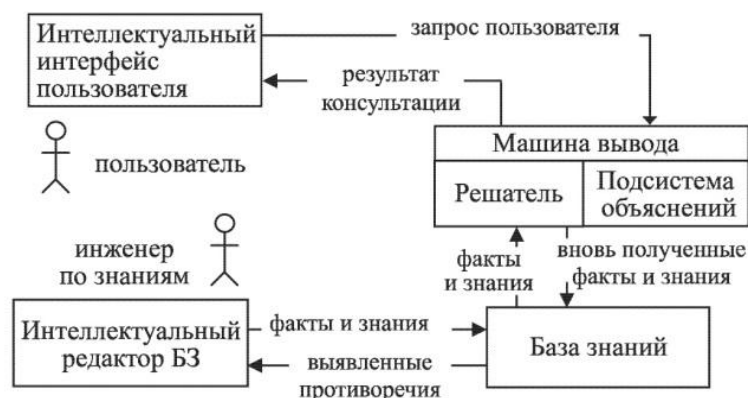 Интеллектуальный
интерфейс
пользователя
запрос пользователя
результат
консультации
Машина вывода
Решатель
Подсистема
объяснений
пользователь
инженер
по знаниям
факты
и знания
вновь полученные
факты и знания
Интеллектуальный
редактор БЗ
факты и знания
выявленные
противоречия
База знаний